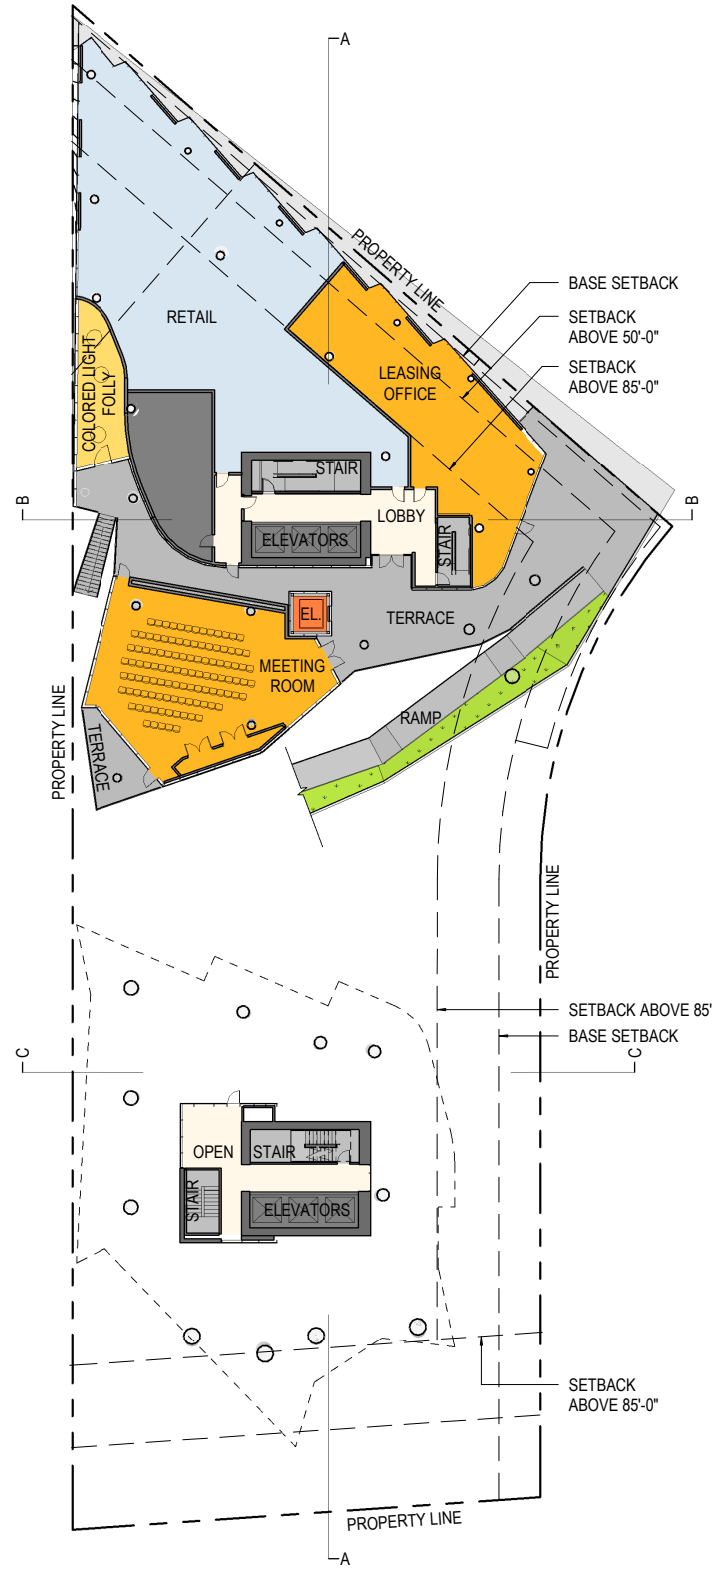 A
PROPERTY LINE
BASE SETBACK
SETBACK
ABOVE 50'-0"
SETBACK
ABOVE 85'-0"
RETAIL
LEASING
OFFICE
COLORED LIGHT
FOLLY
STAIR
B
B
LOBBY
ELEVATORS
STAIR
EL.
TERRACE
MEETING
ROOM
PROPERTY LINE
TERRACE
RAMP
PROPERTY LINE
SETBACK ABOVE 85'
BASE SETBACK
C
C
OPEN
STAIR
STAIR
ELEVATORS
SETBACK
ABOVE 85'-0"
PROPERTY LINE
A